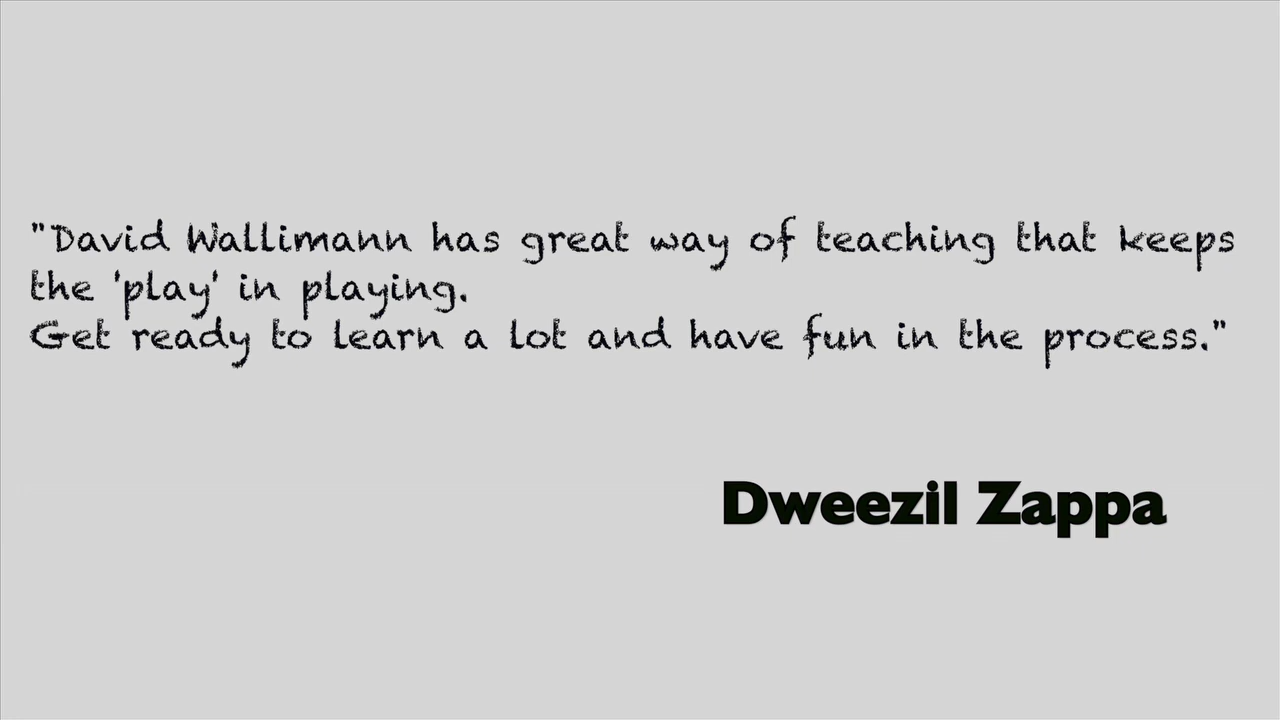 "David Wallimann has great way of teaching that keeps
the 'play' in playing.
Get ready to learn a lot and have fun in the process."
Dweezil Zappa